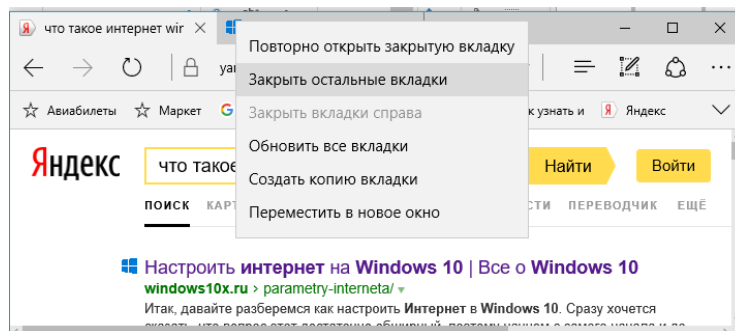 что такое интернет wir
Повторно открыть закрытую вкладку
Закрыть остальные вкладки
Закрыть вкладки справа
Обновить все вкладки
Создать копию вкладки
Переместить в новое окно
Авиабилеты Маркет узнать и Яндекс
Яндекс что такое Найти Войти
ПОИСК ПЕРЕВОДЧИК ЕЩЁ
Настроить интернет на Windows 10 | Все о Windows 10
windows10x.ru › parametry-interneta/
Итак, давайте разберемся как настроить Интернет в Windows 10. Сразу хочется